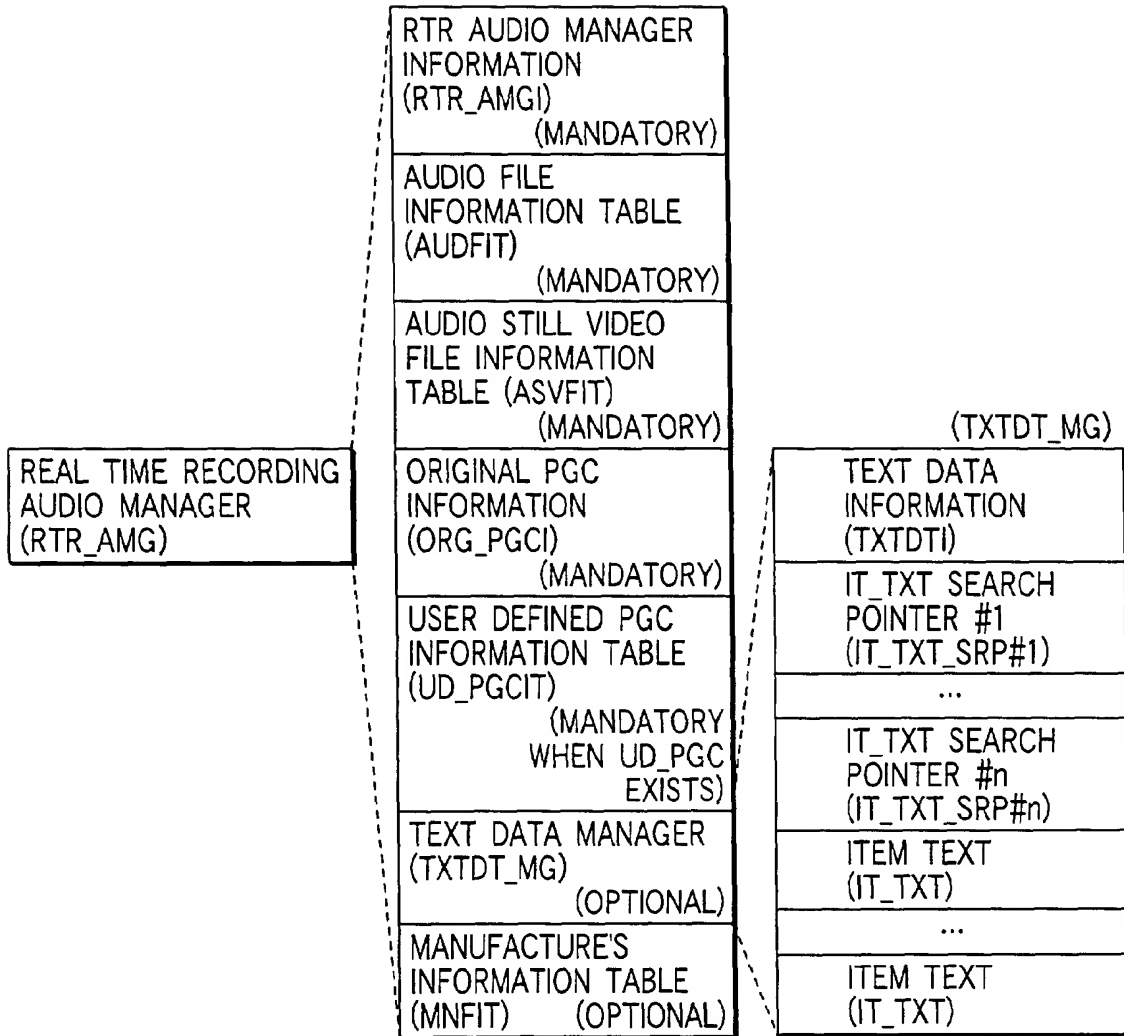 REAL TIME RECORDING
AUDIO MANAGER
(RTR_AMG)
RTR AUDIO MANAGER
INFORMATION
(RTR_AMGI)
(MANDATORY)
AUDIO FILE
INFORMATION TABLE
(AUDFIT)
(MANDATORY)
AUDIO STILL VIDEO
FILE INFORMATION
TABLE (ASVFIT)
(MANDATORY)
ORIGINAL PGC
INFORMATION
(ORG_PGCI)
(MANDATORY)
USER DEFINED PGC
INFORMATION TABLE
(UD_PGCIT)
(MANDATORY
WHEN UD_PGC
EXISTS)
TEXT DATA MANAGER
(TXTDT_MG)
(OPTIONAL)
MANUFACTURE'S
INFORMATION TABLE
(MNFIT) (OPTIONAL)
(TXTDT_MG)
TEXT DATA
INFORMATION
(TXTDTI)
IT_TXT SEARCH
POINTER #1
(IT_TXT_SRP#1)
...
IT_TXT SEARCH
POINTER #n
(IT_TXT_SRP#n)
ITEM TEXT
(IT_TXT)
...
ITEM TEXT
(IT_TXT)